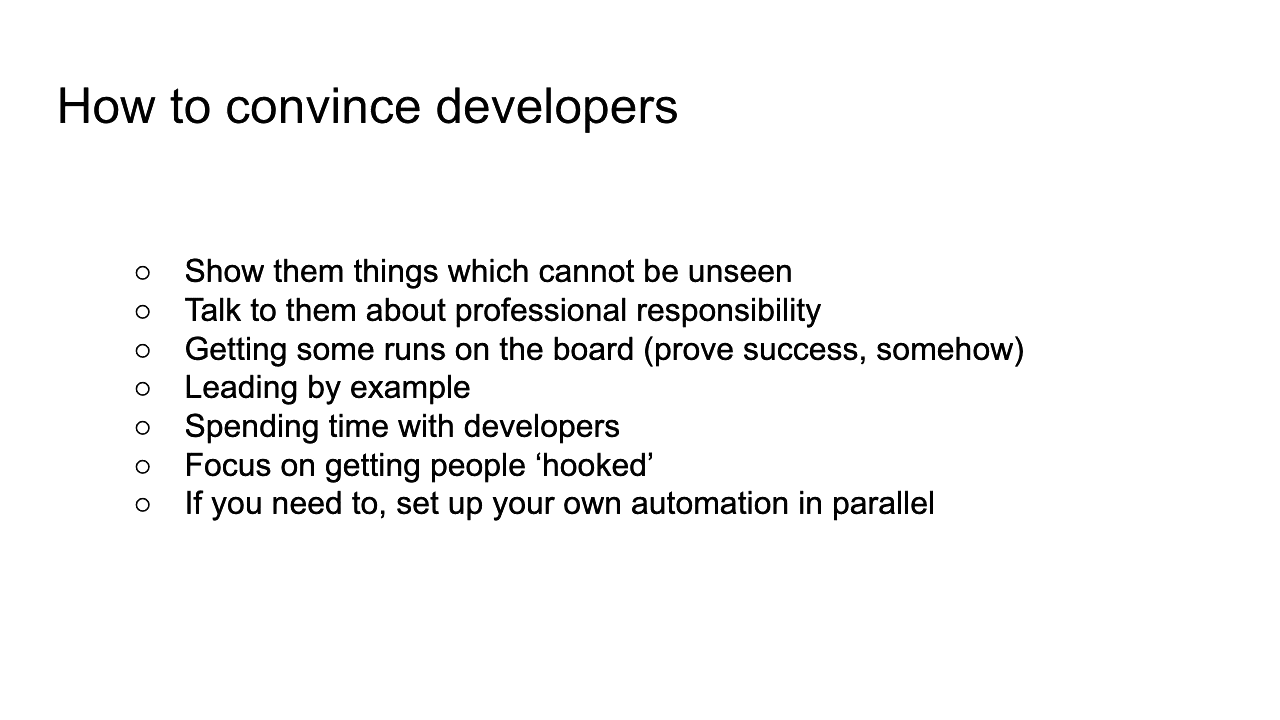 How to convince developers
○ Show them things which cannot be unseen
○ Talk to them about professional responsibility
○ Getting some runs on the board (prove success, somehow)
○ Leading by example
○ Spending time with developers
○ Focus on getting people ‘hooked’
○ If you need to, set up your own automation in parallel